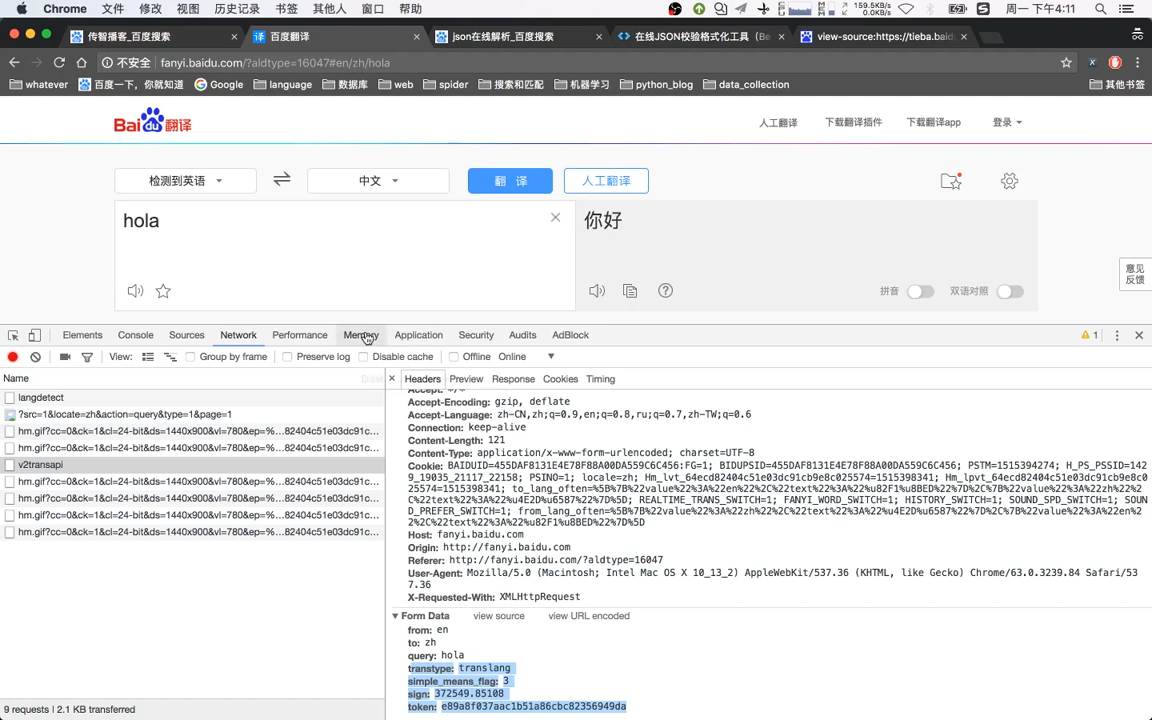 Chrome 文件 修改 视图 历史记录 书签 其他人 窗口 帮助 159.5KB/s 0.0KB/s 周一 下午4:11
传智播客_百度搜索 百度翻译 json在线解析_百度搜索 在线JSON校验格式化工具（Be view-source:https://tieba.baid
不安全 fanyi.baidu.com/?aldtype=16047#en/zh/hola
whatever 百度一下，你就知道 Google language 数据库 web spider 搜索和匹配 机器学习 python_blog data_collection 其他书签
Baidu翻译 人工翻译 下载翻译插件 下载翻译app 登录
检测到英语 中文 翻 译 人工翻译
hola 你好
意见
反馈
拼音 双语对照
Elements Console Sources Network Performance Memory Application Security Audits AdBlock 1
View: Group by frame Preserve log Disable cache Offline Online
Name
langdetect
?src=1&locate=zh&action=query&type=1&page=1
hm.gif?cc=0&ck=1&cl=24-bit&ds=1440x900&vl=780&ep=%...82404c51e03dc91c...
hm.gif?cc=0&ck=1&cl=24-bit&ds=1440x900&vl=780&ep=%...82404c51e03dc91c...
v2transapi
hm.gif?cc=0&ck=1&cl=24-bit&ds=1440x900&vl=780&ep=%...82404c51e03dc91c...
hm.gif?cc=0&ck=1&cl=24-bit&ds=1440x900&vl=780&ep=%...82404c51e03dc91c...
hm.gif?cc=0&ck=1&cl=24-bit&ds=1440x900&vl=780&ep=%...82404c51e03dc91c...
hm.gif?cc=0&ck=1&cl=24-bit&ds=1440x900&vl=780&ep=%...82404c51e03dc91c...
9 requests | 2.1 KB transferred
Headers Preview Response Cookies Timing
Accept: */*
Accept-Encoding: gzip, deflate
Accept-Language: zh-CN,zh;q=0.9,en;q=0.8,ru;q=0.7,zh-TW;q=0.6
Connection: keep-alive
Content-Length: 121
Content-Type: application/x-www-form-urlencoded; charset=UTF-8
Cookie: BAIDUID=455DAF8131E4E78F88A00DA559C6C456:FG=1; BIDUPSID=455DAF8131E4E78F88A00DA559C6C456; PSTM=1515394274; H_PS_PSSID=142
9_19035_21117_22158; PSINO=1; locale=zh; Hm_lvt_64ecd82404c51e03dc91cb9e8c025574=1515398341; Hm_lpvt_64ecd82404c51e03dc91cb9e8c0
25574=1515398341; to_lang_often=%5B%7B%22value%22%3A%22en%22%2C%22text%22%3A%22%u82F1%u8BED%22%7D%2C%7B%22value%22%3A%22zh%22%2
C%22text%22%3A%22%u4E2D%u6587%22%7D%5D; REALTIME_TRANS_SWITCH=1; FANYI_WORD_SWITCH=1; HISTORY_SWITCH=1; SOUND_SPD_SWITCH=1; SOUN
D_PREFER_SWITCH=1; from_lang_often=%5B%7B%22value%22%3A%22zh%22%2C%22text%22%3A%22%u4E2D%u6587%22%7D%2C%7B%22value%22%3A%22en%2
2%2C%22text%22%3A%22%u82F1%u8BED%22%7D%5D
Host: fanyi.baidu.com
Origin: http://fanyi.baidu.com
Referer: http://fanyi.baidu.com/?aldtype=16047
User-Agent: Mozilla/5.0 (Macintosh; Intel Mac OS X 10_13_2) AppleWebKit/537.36 (KHTML, like Gecko) Chrome/63.0.3239.84 Safari/53
7.36
X-Requested-With: XMLHttpRequest
Form Data view source view URL encoded
from: en
to: zh
query: hola
transtype: translang
simple_means_flag: 3
sign: 372549.85108
token: e89a8f037aac1b51a86cbc82356949da